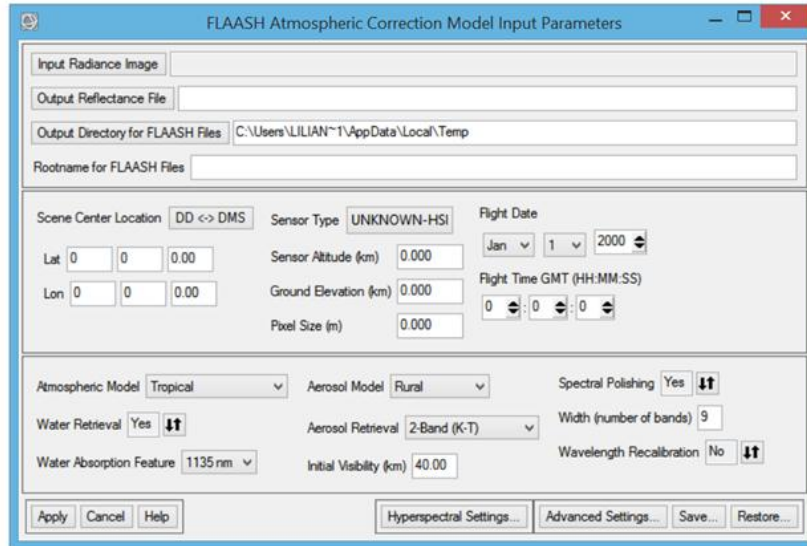 FLAASH Atmospheric Correction Model Input Parameters
Input Radiance Image
Output Reflectance File
Output Directory for FLAASH Files C:\Users\LILIAN~1\AppData\Local\Temp
Rootname for FLAASH Files
Scene Center Location DD <-> DMS
Lat 0 0 0.00
Lon 0 0 0.00
Sensor Type UNKNOWN-HSI
Sensor Altitude (km) 0.000
Ground Elevation (km) 0.000
Pixel Size (m) 0.000
Flight Date
Jan 1 2000
Flight Time GMT (HH:MM:SS)
0 : 0 : 0
Atmospheric Model Tropical
Water Retrieval Yes
Water Absorption Feature 1135 nm
Aerosol Model Rural
Aerosol Retrieval 2-Band (K-T)
Initial Visibility (km) 40.00
Spectral Polishing Yes
Width (number of bands) 9
Wavelength Recalibration No
Apply Cancel Help Hyperspectral Settings... Advanced Settings... Save... Restore...